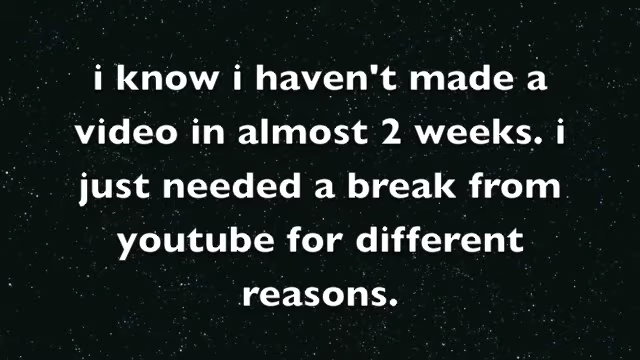 i know i haven't made a
video in almost 2 weeks. i
just needed a break from
youtube for different
reasons.